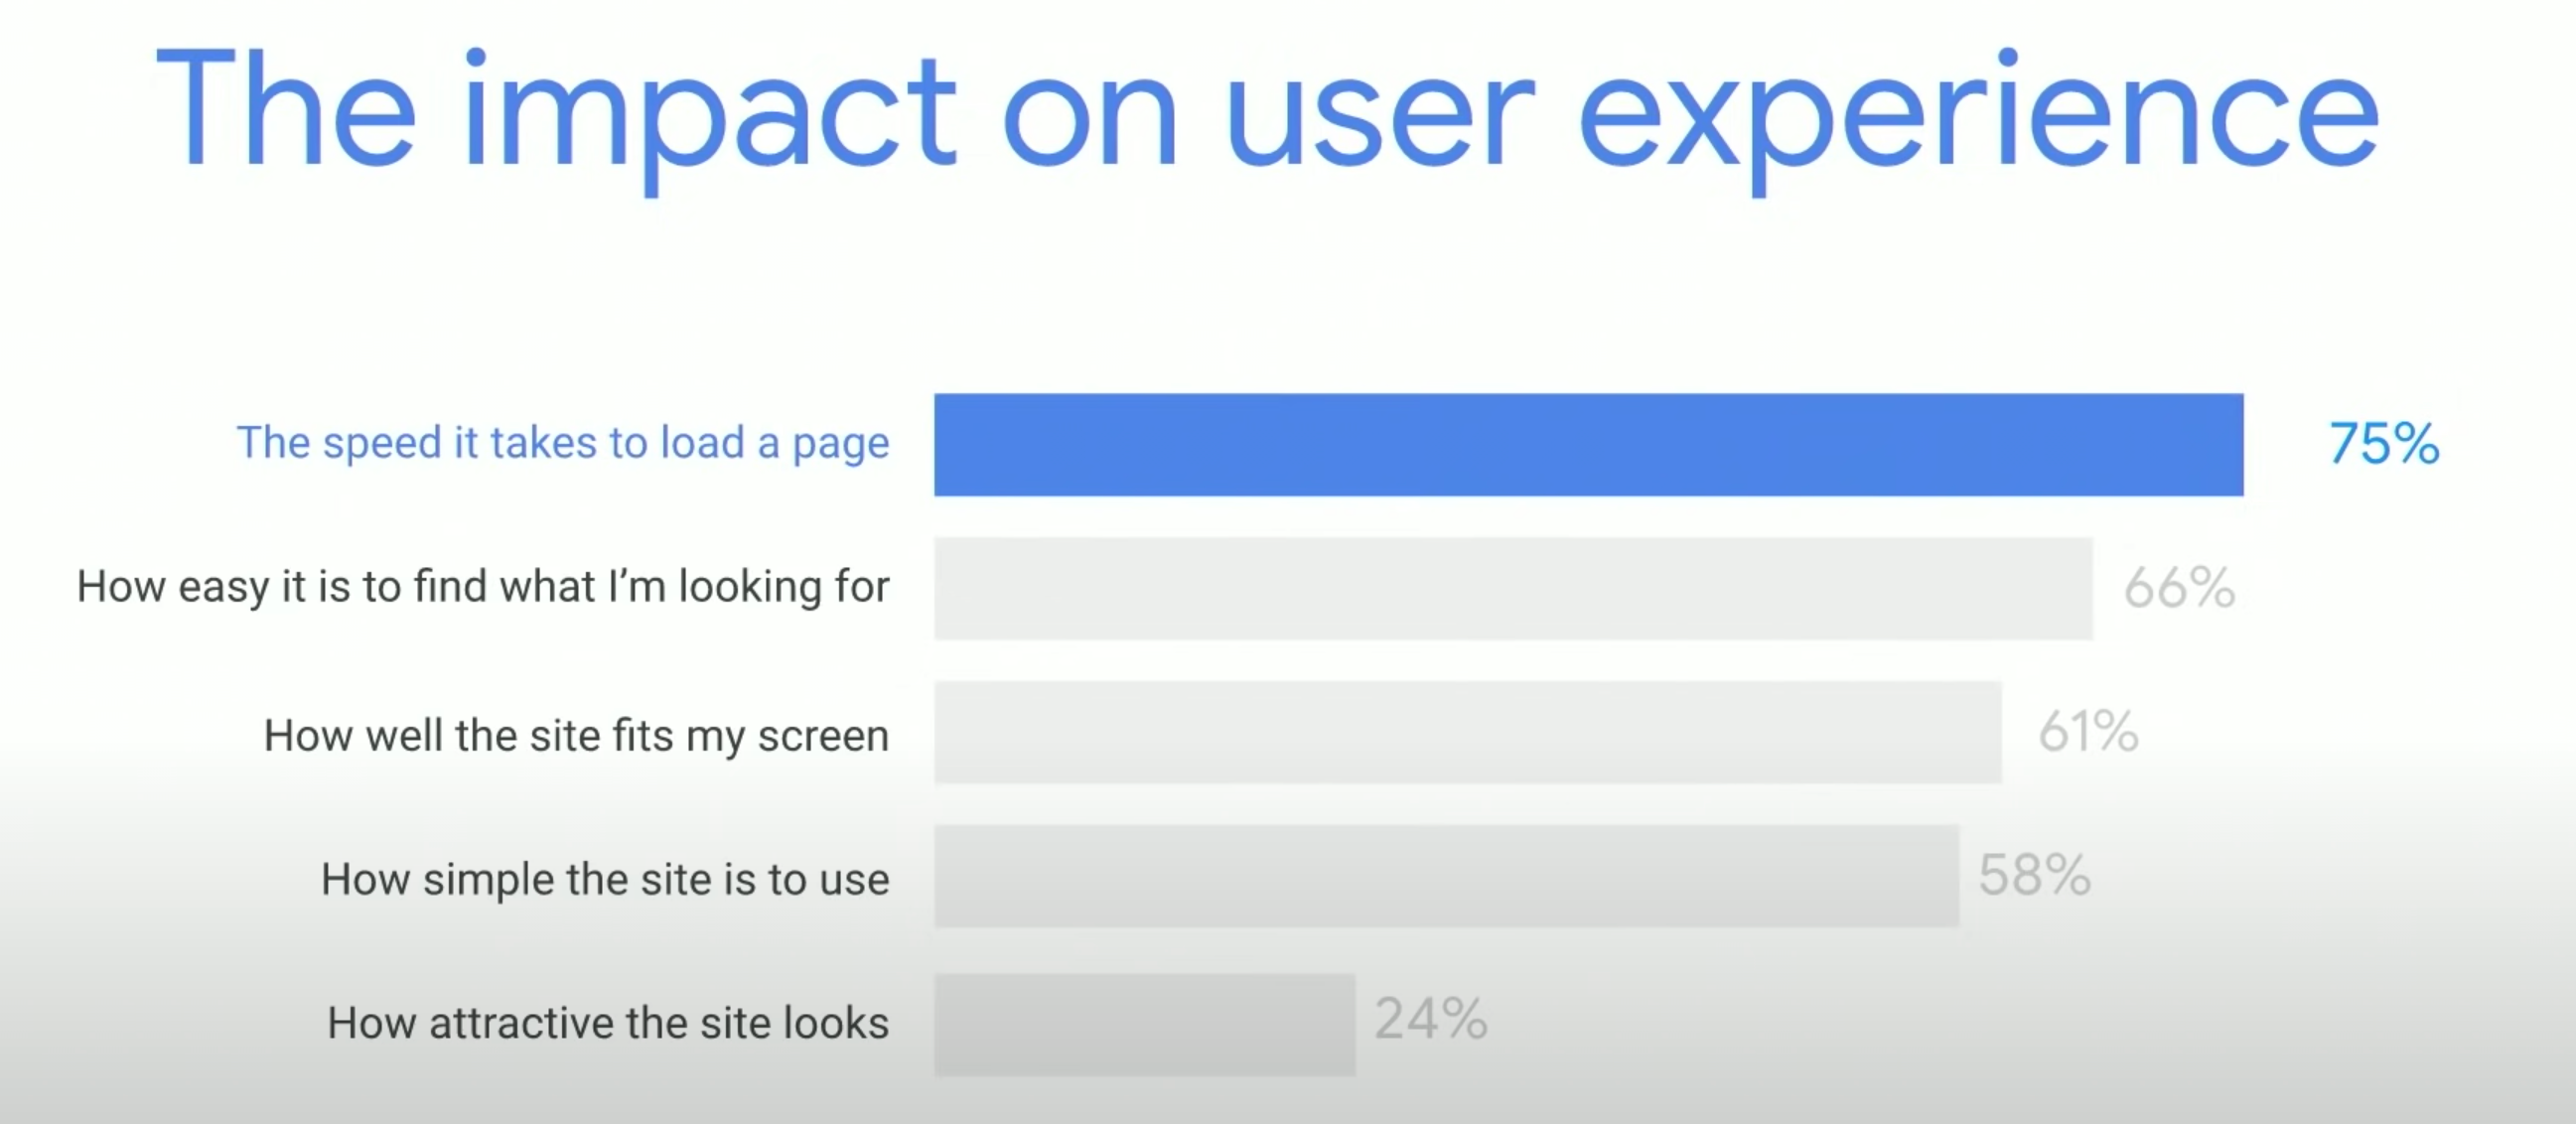 The impact on user experience
The speed it takes to load a page 75%
How easy it is to find what I’m looking for 66%
How well the site fits my screen 61%
How simple the site is to use 58%
How attractive the site looks 24%